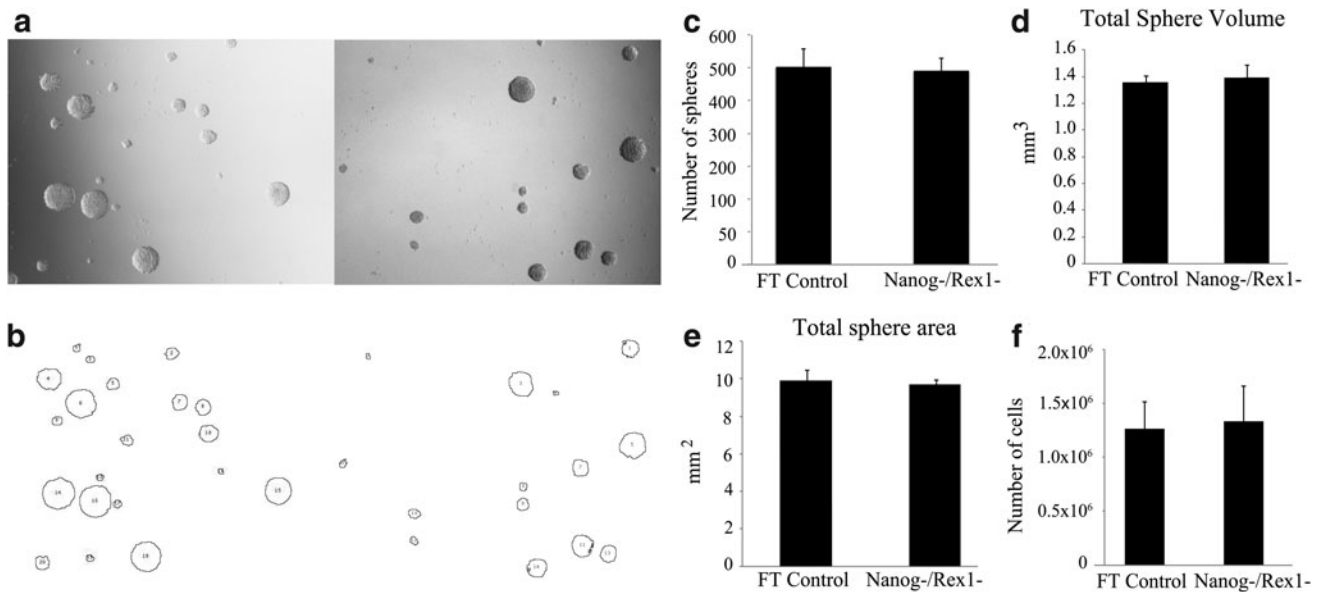 a
b
c
Number of spheres
600
500
400
300
200
100
50
0
FT Control
Nanog-/Rex1-
d
Total Sphere Volume
mm3
1.6
1.4
1.2
1.0
0.8
0.6
0.4
0.2
FT Control
Nanog-/Rex1-
e
Total sphere area
mm2
12
10
8
6
4
2
0
FT Control
Nanog-/Rex1-
f
Number of cells
2.0x10⁶
1.5x10⁶
1.0x10⁶
0.5x10⁶
0
FT Control
Nanog-/Rex1-